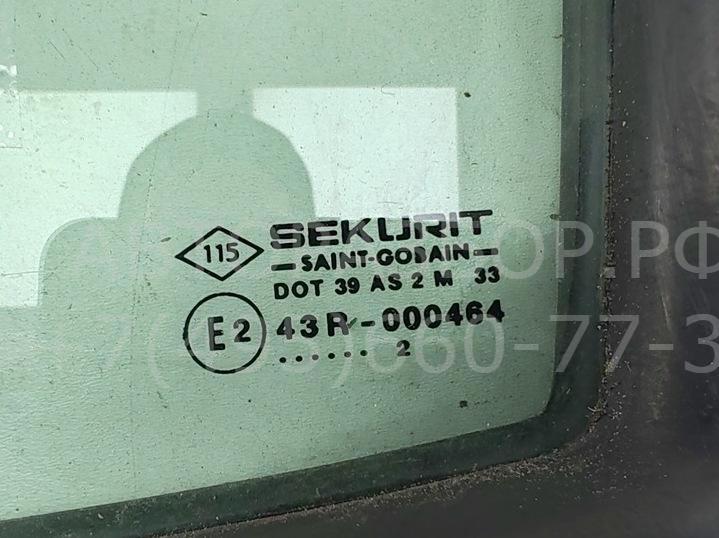 115
SEKURIT
SAINT-GOBAIN
DOT 39 AS 2 M 33
E2 43R-000464
...... 2